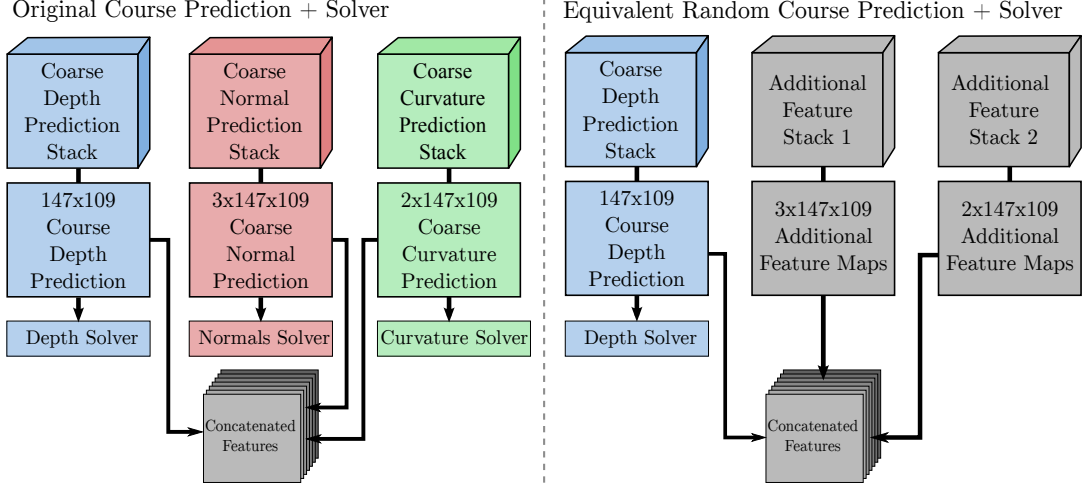 Original Course Prediction + Solver
Coarse
Depth
Prediction
Stack
Coarse
Normal
Prediction
Stack
Coarse
Curvature
Prediction
Stack
147x109
Course
Depth
Prediction
3x147x109
Coarse
Normal
Prediction
2x147x109
Coarse
Curvature
Prediction
Depth Solver
Normals Solver
Curvature Solver
Concatenated
Features
Equivalent Random Course Prediction + Solver
Coarse
Depth
Prediction
Stack
Additional
Feature
Stack 1
Additional
Feature
Stack 2
147x109
Course
Depth
Prediction
3x147x109
Additional
Feature Maps
2x147x109
Additional
Feature Maps
Depth Solver
Concatenated
Features